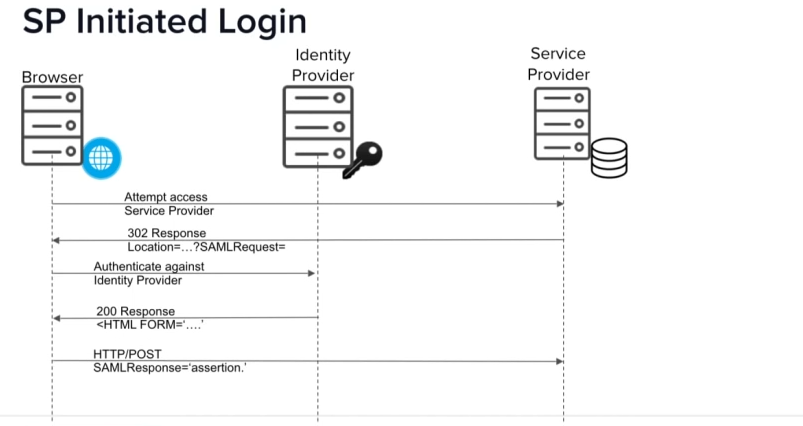 SP Initiated Login
Identity
Provider
Service
Provider
Browser
Attempt access
Service Provider
302 Response
Location=...?SAMLRequest=
Authenticate against
Identity Provider
200 Response
<HTML FORM=‘....’
HTTP/POST
SAMLResponse=‘assertion.’